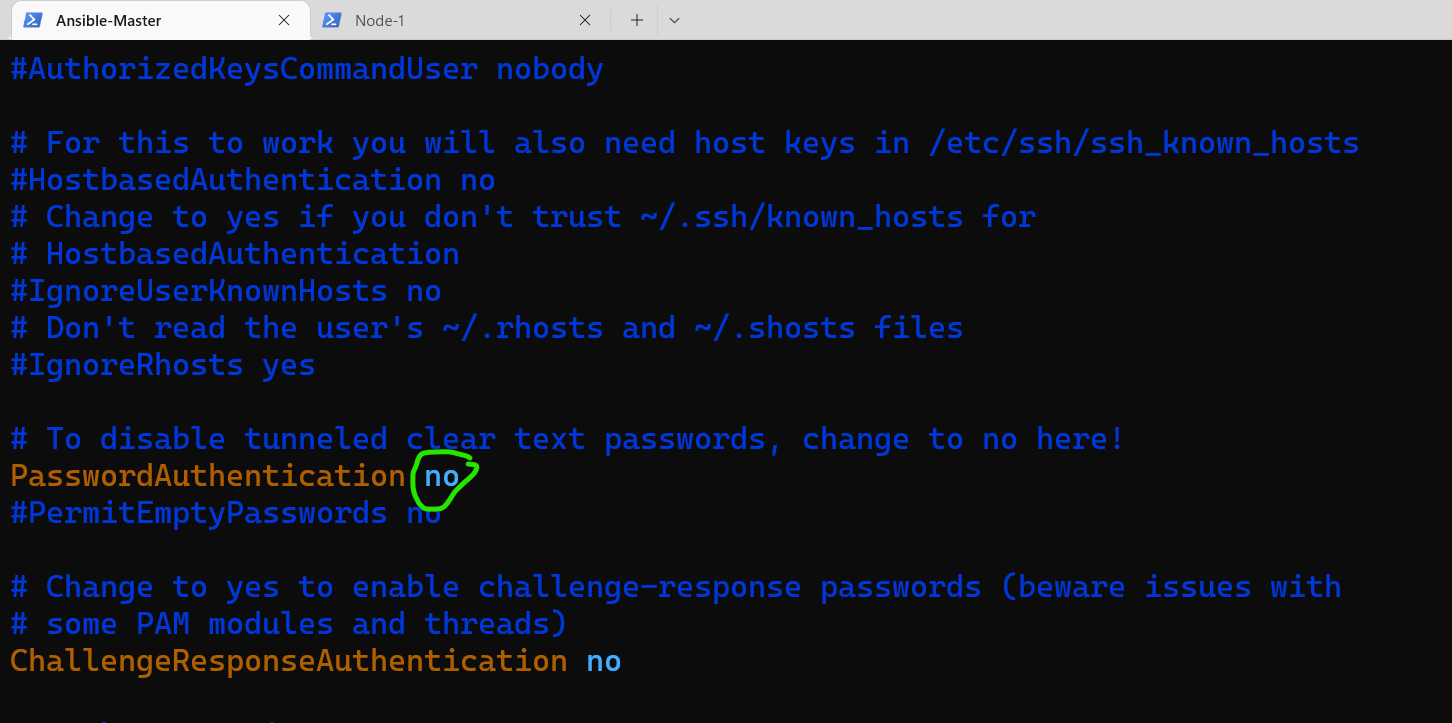 Ansible-Master
Node-1
#AuthorizedKeysCommandUser nobody
# For this to work you will also need host keys in /etc/ssh/ssh_known_hosts
#HostbasedAuthentication no
# Change to yes if you don't trust ~/.ssh/known_hosts for
# HostbasedAuthentication
#IgnoreUserKnownHosts no
# Don't read the user's ~/.rhosts and ~/.shosts files
#IgnoreRhosts yes
# To disable tunneled clear text passwords, change to no here!
PasswordAuthentication no
#PermitEmptyPasswords no
# Change to yes to enable challenge-response passwords (beware issues with
# some PAM modules and threads)
ChallengeResponseAuthentication no